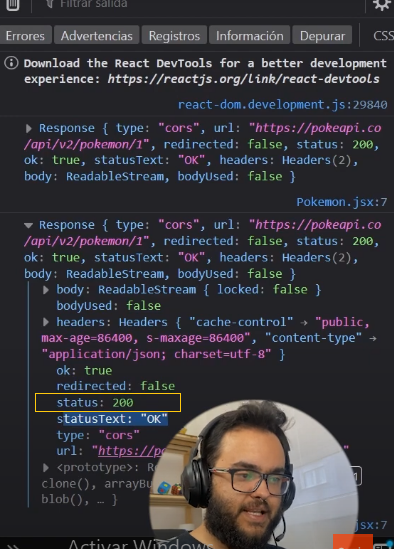 Filtrar salida
Errores Advertencias Registros Información Depurar CSS
Download the React DevTools for a better development
experience: https://reactjs.org/link/react-devtools
react-dom.development.js:29840
Response { type: "cors", url: "https://pokeapi.co
/api/v2/pokemon/1", redirected: false, status: 200,
ok: true, statusText: "OK", headers: Headers(2),
body: ReadableStream, bodyUsed: false }
Pokemon.jsx:7
Response { type: "cors", url: "https://pokeapi.co
/api/v2/pokemon/1", redirected: false, status: 200,
ok: true, statusText: "OK", headers: Headers(2),
body: ReadableStream, bodyUsed: false }
body: ReadableStream { locked: false }
bodyUsed: false
headers: Headers { "cache-control" → "public,
max-age=86400, s-maxage=86400", "content-type" →
"application/json; charset=utf-8" }
ok: true
redirected: false
status: 200
statusText: "OK"
type: "cors"
url: "https://po
<prototype>: Re
clone(), arrayBu
blob(), … }
jsx:7
Activar Windows